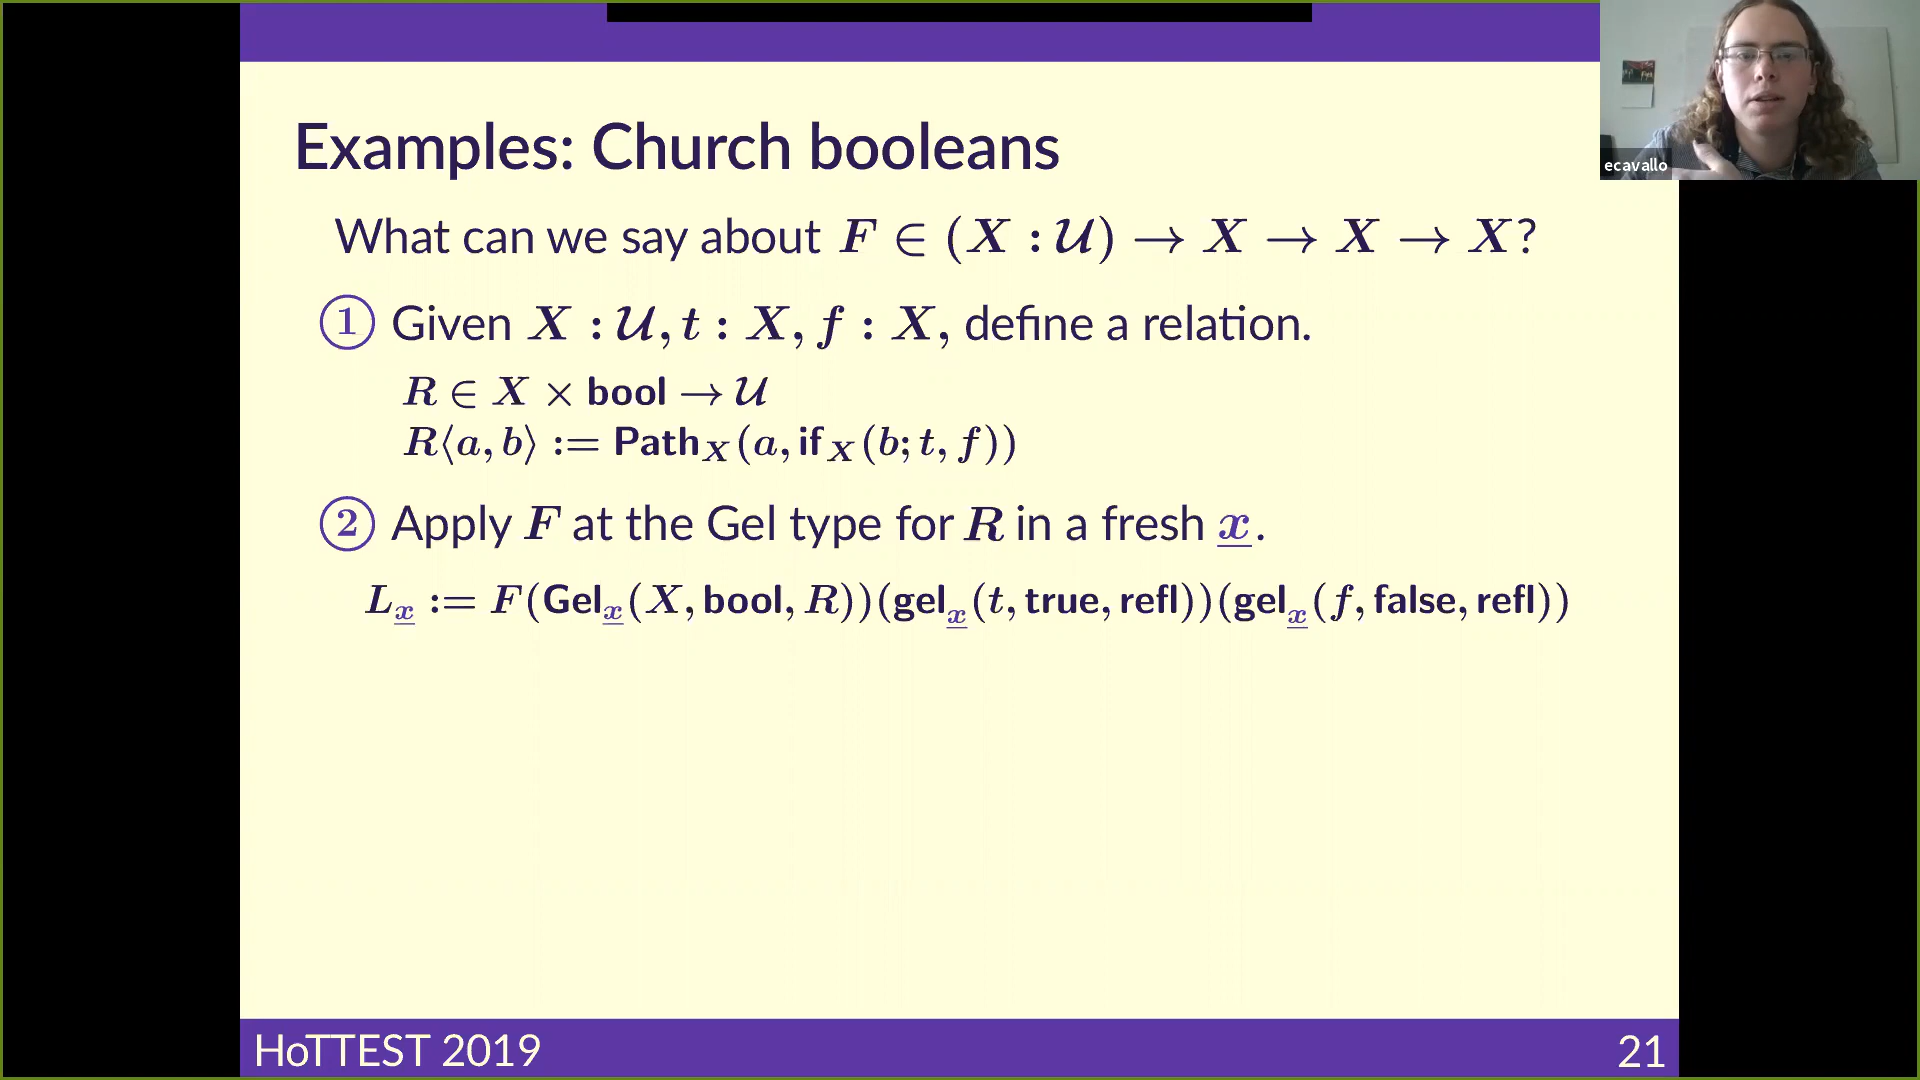 Examples: Church booleans
ecavallo
What can we say about F ∈ (X : 𝒰) → X → X → X?
① Given X : 𝒰, t : X, f : X, define a relation.
R ∈ X × bool → 𝒰
R⟨a, b⟩ := Path_X(a, if_X(b; t, f))
② Apply F at the Gel type for R in a fresh x.
L_x := F(Gel_x(X, bool, R))(gel_x(t, true, refl))(gel_x(f, false, refl))
HoTTEST 2019
21